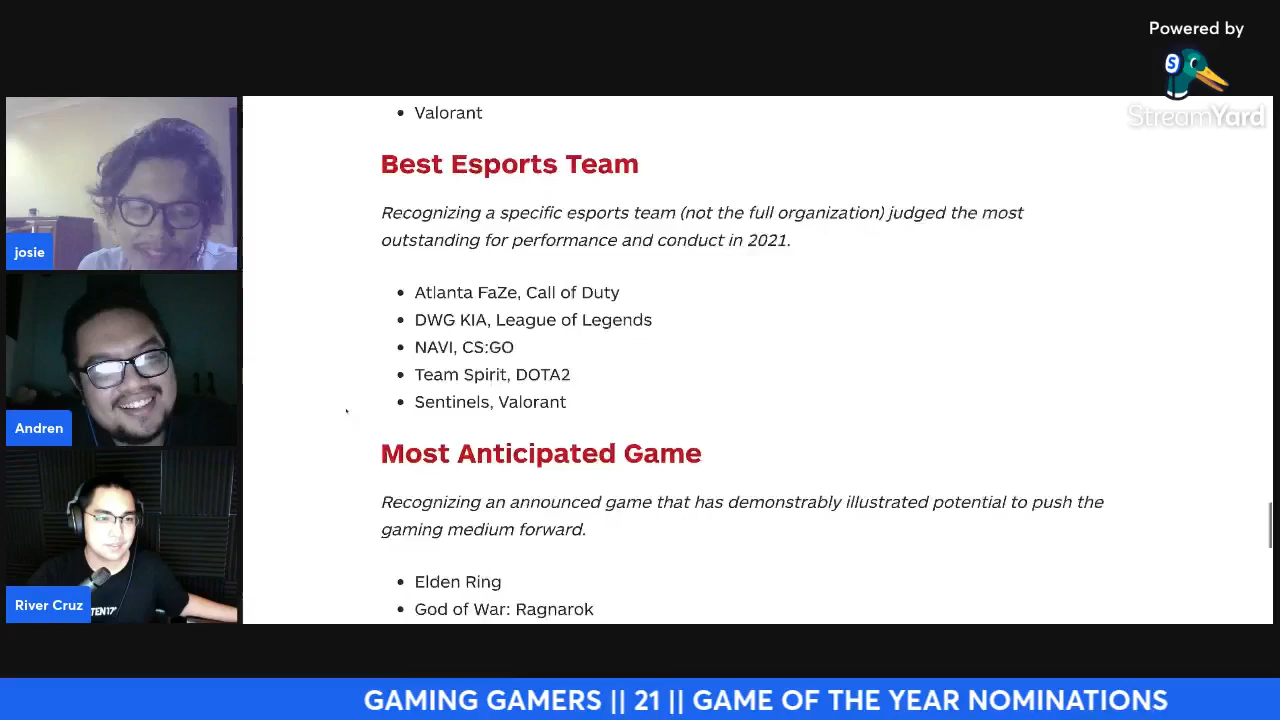 Powered by
S
StreamYard
Valorant
Best Esports Team
Recognizing a specific esports team (not the full organization) judged the most
outstanding for performance and conduct in 2021.
Atlanta FaZe, Call of Duty
DWG KIA, League of Legends
NAVI, CS:GO
Team Spirit, DOTA2
Sentinels, Valorant
Most Anticipated Game
Recognizing an announced game that has demonstrably illustrated potential to push the
gaming medium forward.
Elden Ring
God of War: Ragnarok
josie
Andren
River Cruz
GAMING GAMERS || 21 || GAME OF THE YEAR NOMINATIONS